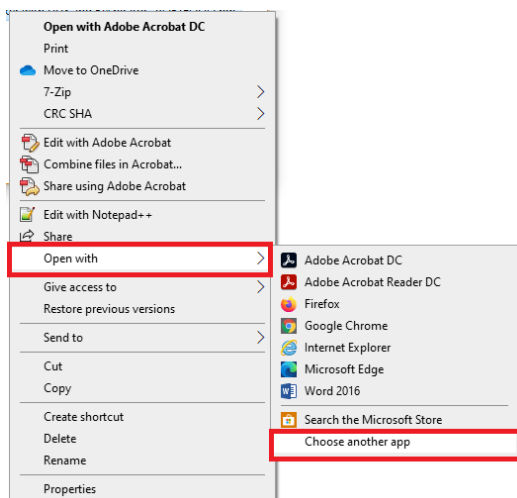 Open with Adobe Acrobat DC
Print
Move to OneDrive
7-Zip
CRC SHA
Edit with Adobe Acrobat
Combine files in Acrobat...
Share using Adobe Acrobat
Edit with Notepad++
Share
Open with
Give access to
Restore previous versions
Send to
Cut
Copy
Create shortcut
Delete
Rename
Properties
Adobe Acrobat DC
Adobe Acrobat Reader DC
Firefox
Google Chrome
Internet Explorer
Microsoft Edge
Word 2016
Search the Microsoft Store
Choose another app